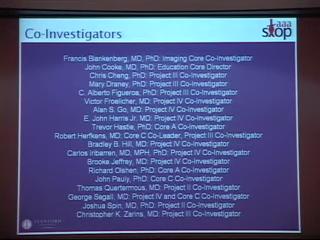 Co-Investigators
aaa
stop
Francis Blankenberg, MD, PhD: Imaging Core Co-Investigator
John Cooke, MD, PhD: Education Core Director
Chris Cheng, PhD: Project III Co-Investigator
Mary Draney, PhD: Project III Co-Investigator
C. Alberto Figueroa, PhD: Project III Co-Investigator
Victor Froelicher, MD: Project IV Co-Investigator
Alan S. Go, MD: Project IV Co-Investigator
E. John Harris Jr. MD: Project IV Co-Investigator
Trevor Hastie, PhD: Core A Co-Investigator
Robert Herfkens, MD: Core C Co-Leader, Project III Co-Investigator
Bradley B. Hill, MD: Project IV Co-Investigator
Carlos Iribarren, MD, MPH, PhD: Project IV Co-Investigator
Brooke Jeffrey, MD: Project IV Co-Investigator
Richard Olshen, PhD: Core A Co-Investigator
John Pauly, PhD: Core C Co-Investigator
Thomas Quertermous, MD: Project II Co-Investigator
George Segall, MD: Project IV and Core C Co-Investigator
Joshua Spin, MD, PhD: Project II Co-Investigator
Christopher K. Zarins, MD: Project III Co-Investigator
STANFORD